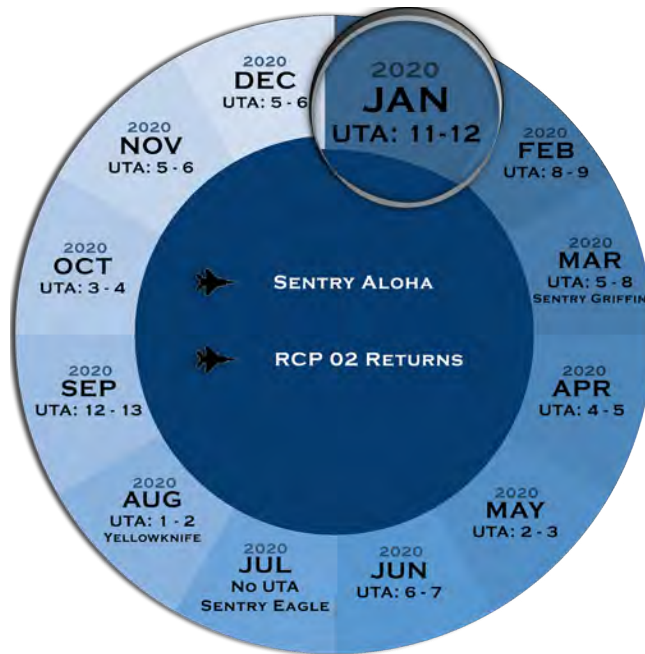 2020
JAN
UTA: 11-12
2020
FEB
UTA: 8 - 9
2020
MAR
UTA: 5 - 8
SENTRY GRIFFIN
2020
APR
UTA: 4 - 5
2020
MAY
UTA: 2 - 3
2020
JUN
UTA: 6 - 7
2020
JUL
NO UTA
SENTRY EAGLE
2020
AUG
UTA: 1 - 2
YELLOWKNIFE
2020
SEP
UTA: 12 - 13
2020
OCT
UTA: 3 - 4
2020
NOV
UTA: 5 - 6
2020
DEC
UTA: 5 - 6
SENTRY ALOHA
RCP 02 RETURNS